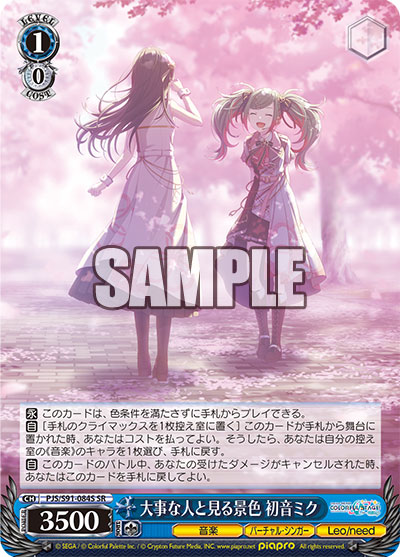 LEVEL
1
0
COST
SAMPLE
永 このカードは、色条件を満たさずに手札からプレイできる。
自 [手札のクライマックスを1枚控え室に置く] このカードが手札から舞台
に置かれた時、あなたはコストを払ってよい。そうしたら、あなたは自分の控え
室の《音楽》のキャラを1枚選び、手札に戻す。
自 このカードのバトル中、あなたの受けたダメージがキャンセルされた時、
あなたはこのカードを手札に戻してよい。
CH PJS/S91-084S SR
大事な人と見る景色 初音ミク
COLORFUL STAGE!
POWER
3500
音楽
バーチャル・シンガー
Leo/need
© SEGA / © Colorful Palette Inc. / © Crypton Future Media, INC. www.piapro.net piapro